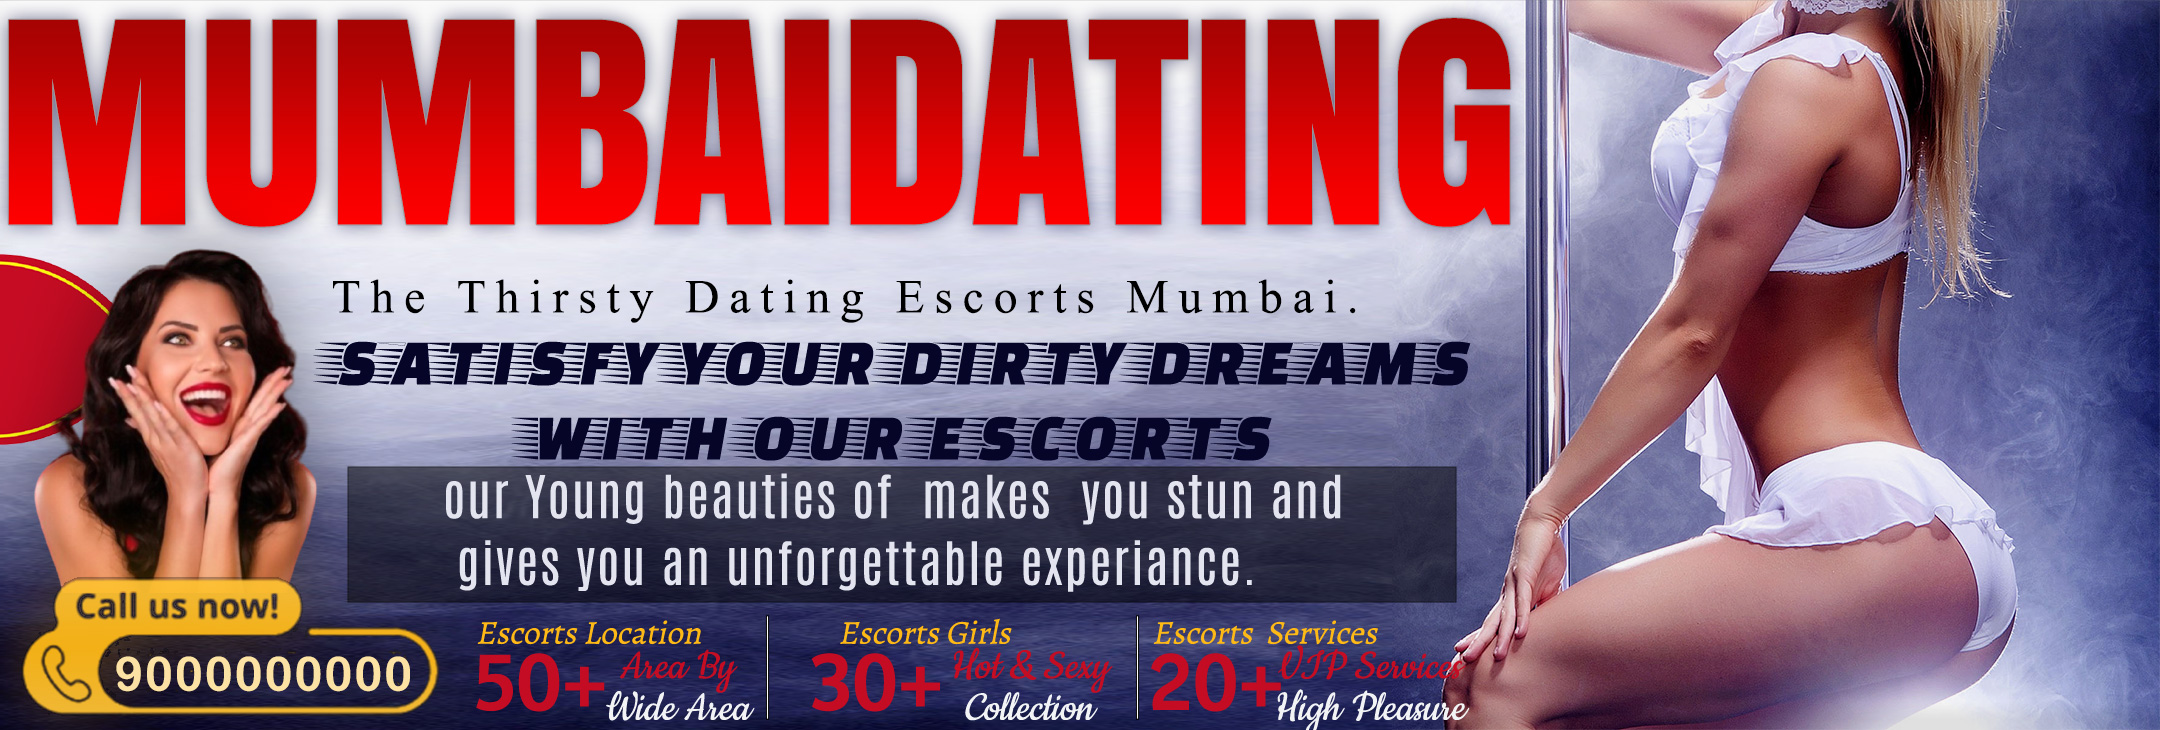 MUMBAIDATING
The Thirsty Dating Escorts Mumbai.
SATISFY YOUR DIRTY DREAMS
WITH OUR ESCORTS
our Young beauties of makes you stun and
gives you an unforgettable experiance.
Call us now!
9000000000
Escorts Location
50+ Area By
Wide Area
Escorts Girls
30+ Hot & Sexy
Collection
Escorts Services
20+ VIP Services
High Pleasure